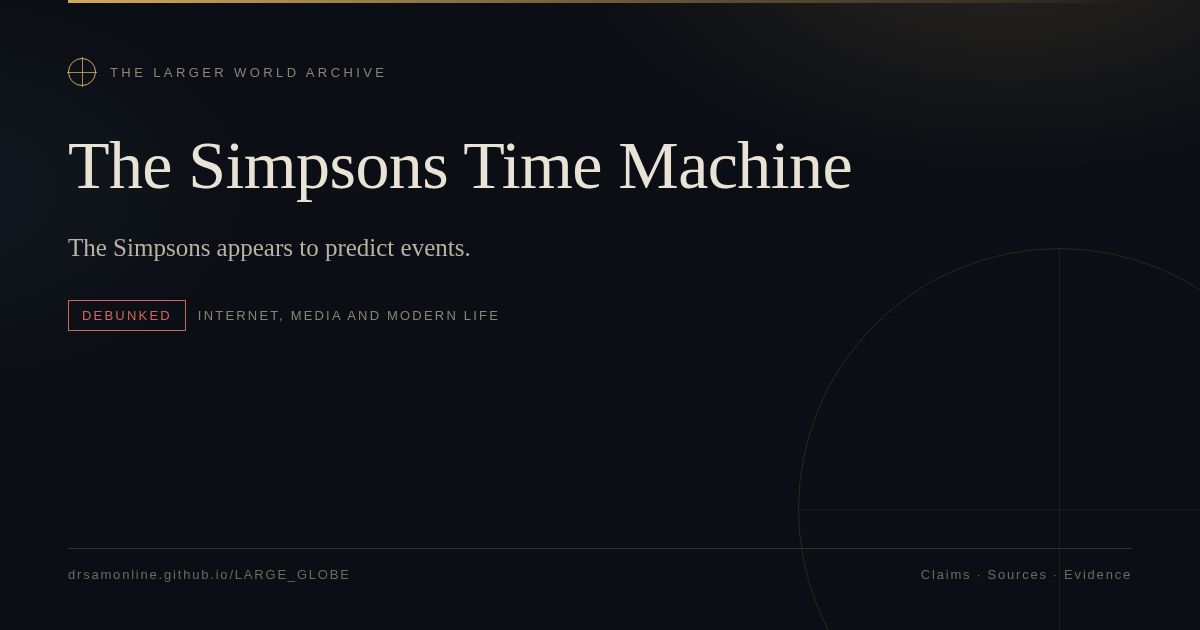 THE LARGER WORLD ARCHIVE
The Simpsons Time Machine
The Simpsons appears to predict events.
DEBUNKED INTERNET, MEDIA AND MODERN LIFE
drsamonline.github.io/LARGE_GLOBE Claims · Sources · Evidence